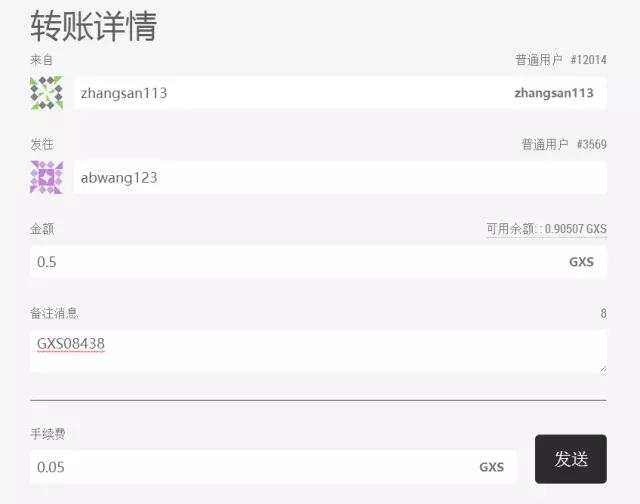 转账详情
来自 普通用户 #12014
zhangsan113 zhangsan113
发往 普通用户 #3569
abwang123
金额 可用余额: : 0.90507 GXS
0.5 GXS
备注消息 8
GXS08438
手续费
0.05 GXS
发送